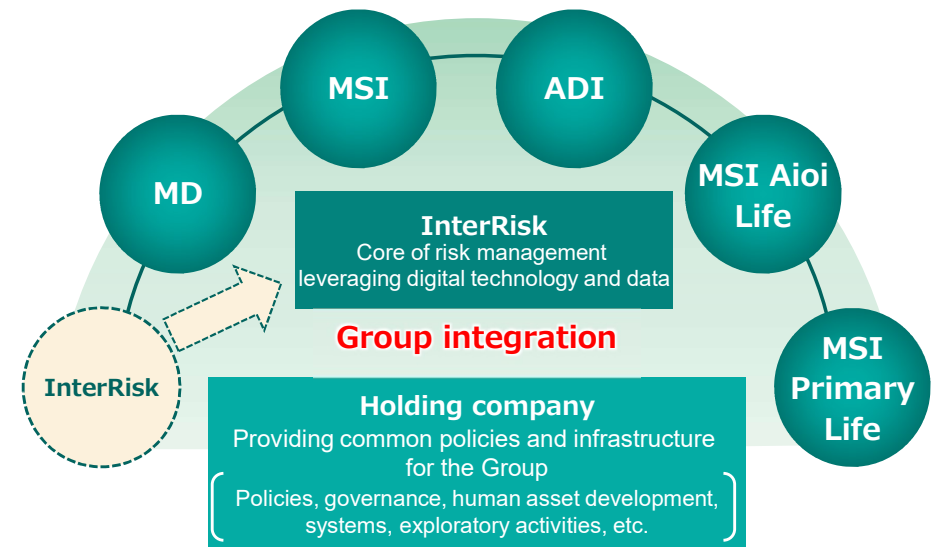 MSI
ADI
MD
MSI Aioi
Life
InterRisk
Core of risk management
leveraging digital technology and data
Group integration
InterRisk
MSI
Primary
Life
Holding company
Providing common policies and infrastructure
for the Group
Policies, governance, human asset development,
systems, exploratory activities, etc.